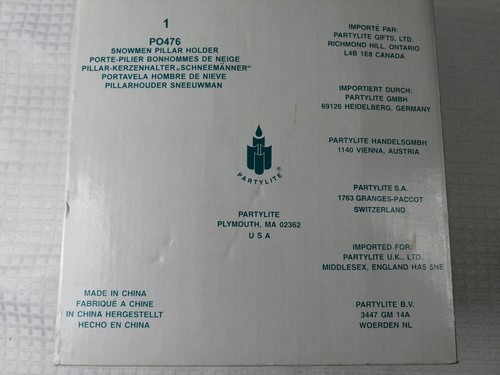 1
PO476
SNOWMEN PILLAR HOLDER
PORTE-PILIER BONHOMMES DE NEIGE
PILLAR-KERZENHALTER „SCHNEEMÄNNER"
PORTAVELA HOMBRE DE NIEVE
PILLARHOUDER SNEEUWMAN
IMPORTÉ PAR:
PARTYLITE GIFTS, LTD.
RICHMOND HILL, ONTARIO
L4B 1E8 CANADA
IMPORTIERT DURCH:
PARTYLITE GMBH
69126 HEIDELBERG, GERMANY
PARTYLITE HANDELSGMBH
1140 VIENNA, AUSTRIA
PARTYLITE®
PARTYLITE
PLYMOUTH, MA 02362
U S A
PARTYLITE S.A.
1763 GRANGES-PACCOT
SWITZERLAND
IMPORTED FOR:
PARTYLITE U.K., LTD.
MIDDLESEX, ENGLAND HA5 5NE
MADE IN CHINA
FABRIQUÉ A CHINE
IN CHINA HERGESTELLT
HECHO EN CHINA
PARTYLITE B.V.
3447 GM 14A
WOERDEN NL